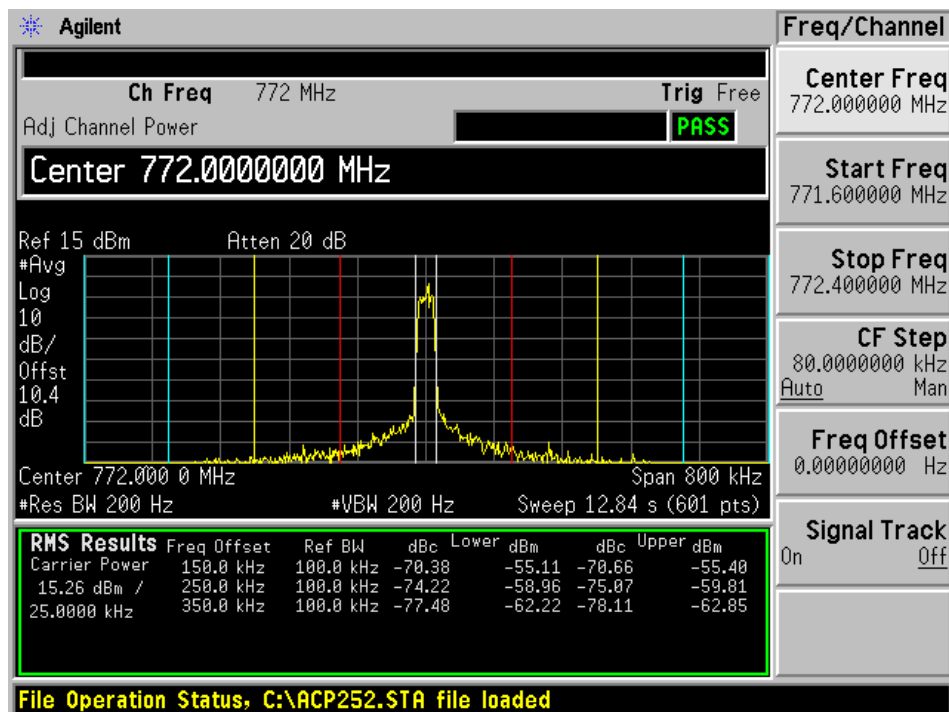 Agilent
Ch Freq 772 MHz Trig Free
Adj Channel Power PASS
Center 772.0000000 MHz
Ref 15 dBm Atten 20 dB
#Avg
Log
10
dB/
Offst
10.4
dB
Center 772.000 0 MHz Span 800 kHz
#Res BW 200 Hz #VBW 200 Hz Sweep 12.84 s (601 pts)
RMS Results Freq Offset Ref BW dBc Lower dBm dBc Upper dBm
Carrier Power 150.0 kHz 100.0 kHz -70.38 -55.11 -70.66 -55.40
15.26 dBm / 250.0 kHz 100.0 kHz -74.22 -58.96 -75.07 -59.81
25.0000 kHz 350.0 kHz 100.0 kHz -77.48 -62.22 -78.11 -62.85
File Operation Status, C:\ACP252.STA file loaded
Freq/Channel
Center Freq
772.000000 MHz
Start Freq
771.600000 MHz
Stop Freq
772.400000 MHz
CF Step
80.0000000 kHz
Auto Man
Freq Offset
0.00000000 Hz
Signal Track
On Off